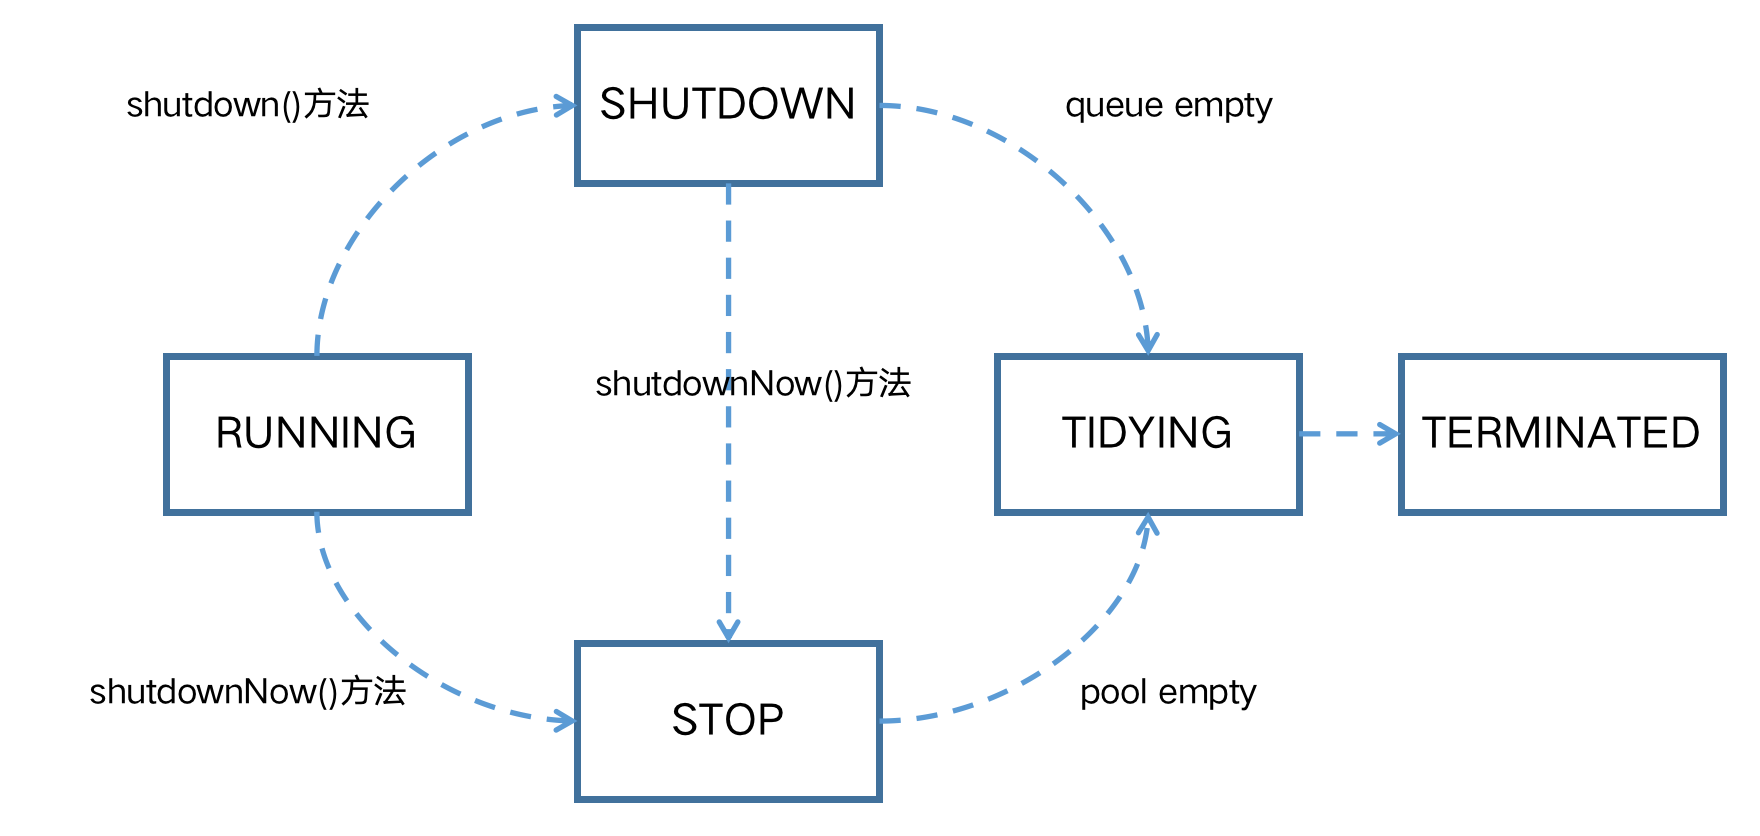 SHUTDOWN
shutdown()方法
queue empty
shutdownNow()方法
RUNNING
TIDYING
TERMINATED
shutdownNow()方法
STOP
pool empty